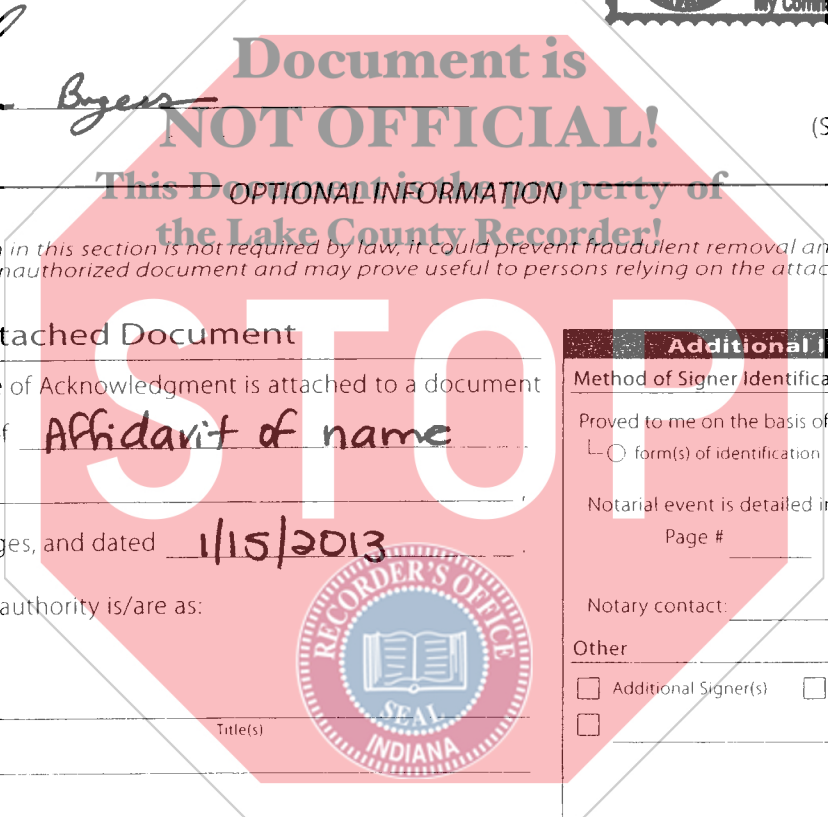 My Comm
Byers
Document is
NOT OFFICIAL!
(S
This Document is the property of
OPTIONAL INFORMATION
the Lake County Recorder!
in this section is not required by law, it could prevent fraudulent removal an
nauthorized document and may prove useful to persons relying on the attac
STOP
tached Document
e of Acknowledgment is attached to a document
f Affidavit of name
ges, and dated 1/15/2013
authority is/are as:
Title(s)
Additional I
Method of Signer Identifica
Proved to me on the basis of
form(s) of identification
Notarial event is detailed in
Page #
Notary contact:
Other
Additional Signer(s)
RECORDER'S OFFICE
SEAL
INDIANA